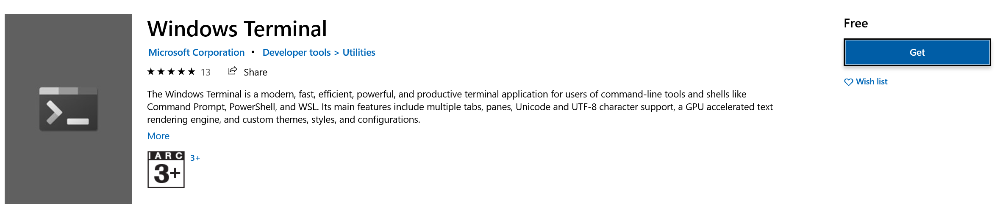 Windows Terminal
Microsoft Corporation • Developer tools > Utilities
★★★★★ 13 Share
The Windows Terminal is a modern, fast, efficient, powerful, and productive terminal application for users of command-line tools and shells like
Command Prompt, PowerShell, and WSL. Its main features include multiple tabs, panes, Unicode and UTF-8 character support, a GPU accelerated text
rendering engine, and custom themes, styles, and configurations.
More
IARC
3+
3+
Free
Get
Wish list